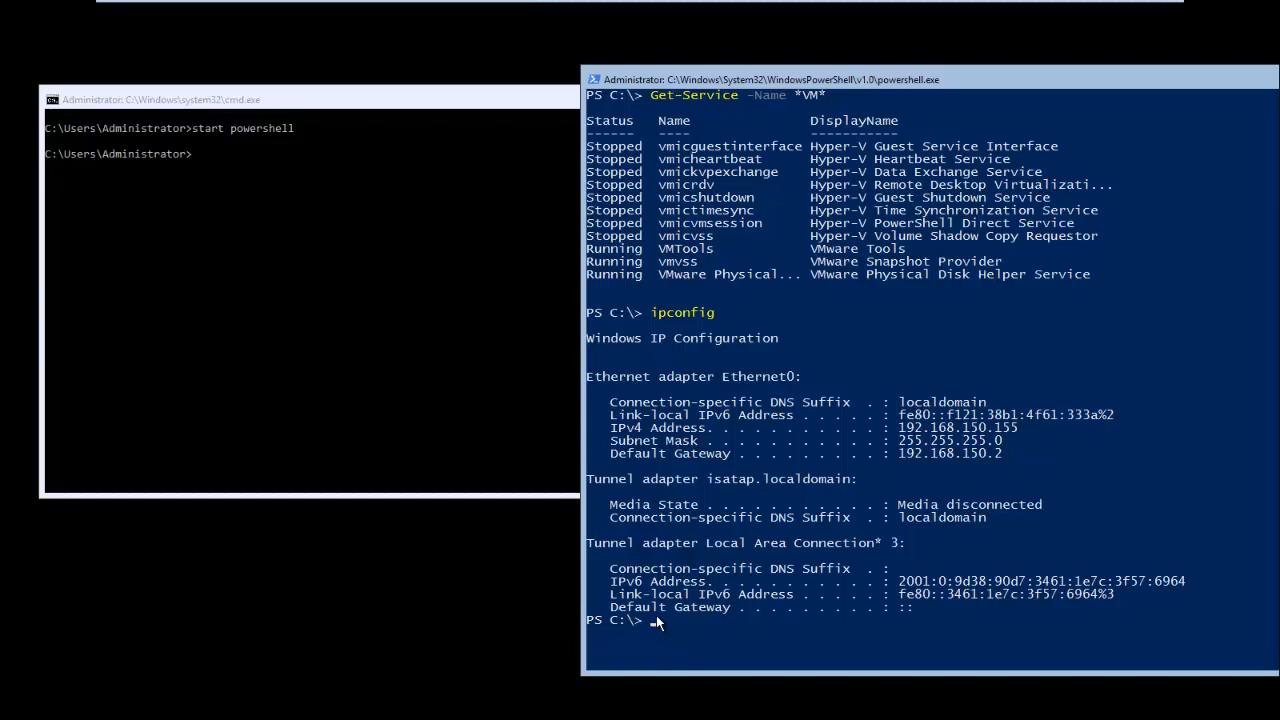 Administrator: C:\Windows\system32\cmd.exe
C:\Users\Administrator>start powershell
C:\Users\Administrator>
Administrator: C:\Windows\System32\WindowsPowerShell\v1.0\powershell.exe
PS C:\> Get-Service -Name *VM*
Status Name DisplayName
------ ---- -----------
Stopped vmicguestinterface Hyper-V Guest Service Interface
Stopped vmicheartbeat Hyper-V Heartbeat Service
Stopped vmickvpexchange Hyper-V Data Exchange Service
Stopped vmicrdv Hyper-V Remote Desktop Virtualizati...
Stopped vmicshutdown Hyper-V Guest Shutdown Service
Stopped vmictimesync Hyper-V Time Synchronization Service
Stopped vmicvmsession Hyper-V PowerShell Direct Service
Stopped vmicvss Hyper-V Volume Shadow Copy Requestor
Running VMTools VMware Tools
Running vmvss VMware Snapshot Provider
Running VMware Physical... VMware Physical Disk Helper Service
PS C:\> ipconfig
Windows IP Configuration
Ethernet adapter Ethernet0:
Connection-specific DNS Suffix . : localdomain
Link-local IPv6 Address . . . . . : fe80::f121:38b1:4f61:333a%2
IPv4 Address. . . . . . . . . . . : 192.168.150.155
Subnet Mask . . . . . . . . . . . : 255.255.255.0
Default Gateway . . . . . . . . . : 192.168.150.2
Tunnel adapter isatap.localdomain:
Media State . . . . . . . . . . . : Media disconnected
Connection-specific DNS Suffix . : localdomain
Tunnel adapter Local Area Connection* 3:
Connection-specific DNS Suffix . :
IPv6 Address. . . . . . . . . . . : 2001:0:9d38:90d7:3461:1e7c:3f57:6964
Link-local IPv6 Address . . . . . : fe80::3461:1e7c:3f57:6964%3
Default Gateway . . . . . . . . . : ::
PS C:\>